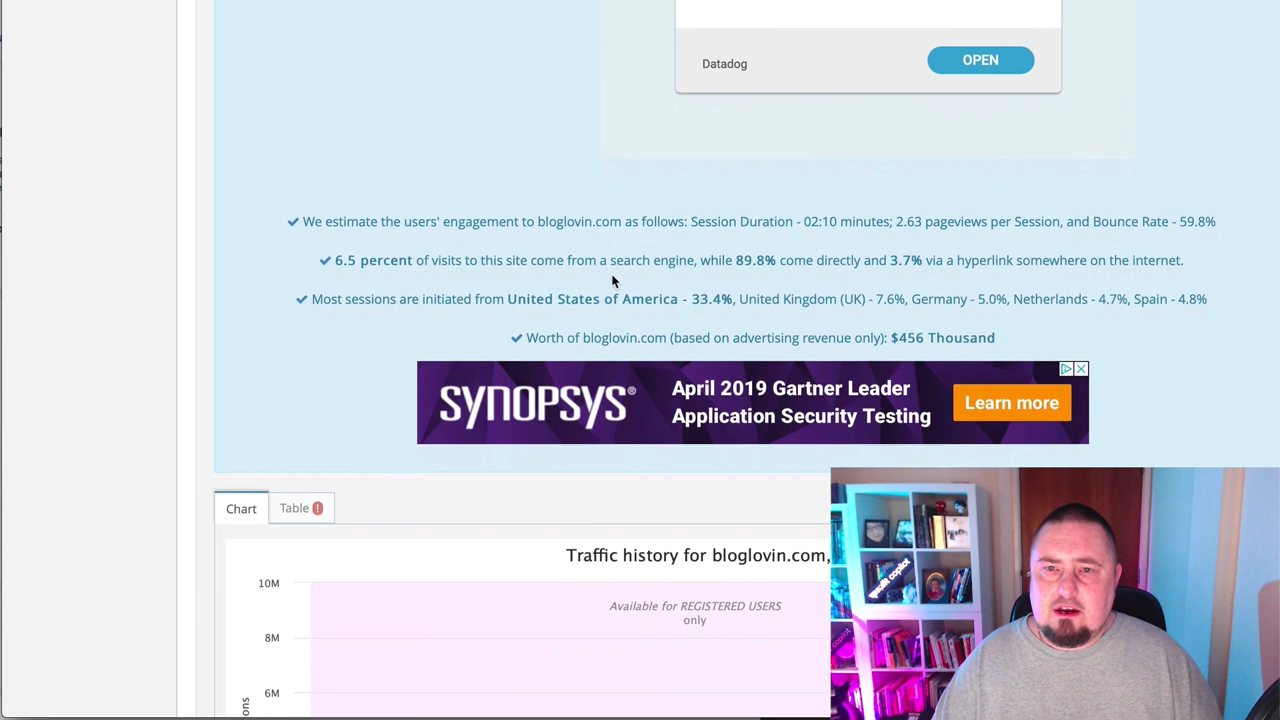 Datadog
OPEN
We estimate the users' engagement to bloglovin.com as follows: Session Duration - 02:10 minutes; 2.63 pageviews per Session, and Bounce Rate - 59.8%
6.5 percent of visits to this site come from a search engine, while 89.8% come directly and 3.7% via a hyperlink somewhere on the internet.
Most sessions are initiated from United States of America - 33.4%, United Kingdom (UK) - 7.6%, Germany - 5.0%, Netherlands - 4.7%, Spain - 4.8%
Worth of bloglovin.com (based on advertising revenue only): $456 Thousand
SYNOPSYS®
April 2019 Gartner Leader
Application Security Testing
Learn more
Chart
Table !
Traffic history for bloglovin.com,
10M
Available for REGISTERED USERS
only
8M
6M
ons
copilot